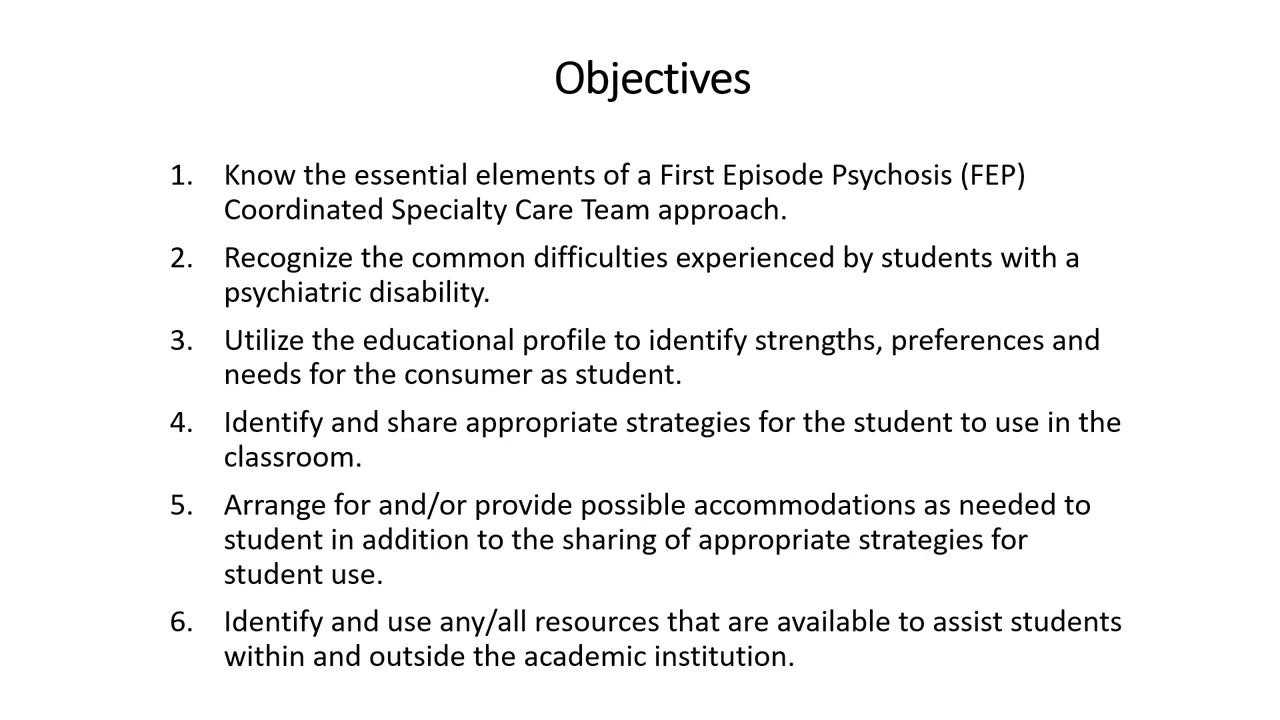 Objectives
1. Know the essential elements of a First Episode Psychosis (FEP)
Coordinated Specialty Care Team approach.
2. Recognize the common difficulties experienced by students with a
psychiatric disability.
3. Utilize the educational profile to identify strengths, preferences and
needs for the consumer as student.
4. Identify and share appropriate strategies for the student to use in the
classroom.
5. Arrange for and/or provide possible accommodations as needed to
student in addition to the sharing of appropriate strategies for
student use.
6. Identify and use any/all resources that are available to assist students
within and outside the academic institution.